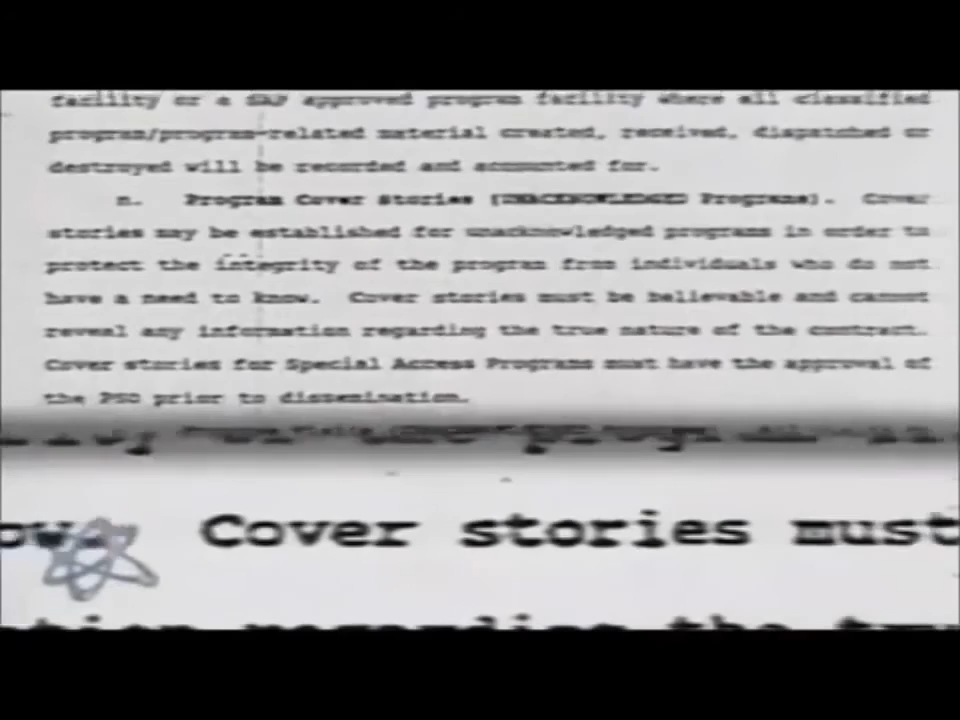 facility or a SAP approved program facility where all classified
program/program-related material created, received, dispatched or
destroyed will be recorded and accounted for.
n. Program Cover Stories (UNACKNOWLEDGED Programs). Cover
stories may be established for unacknowledged programs in order to
protect the integrity of the program from individuals who do not
have a need to know. Cover stories must be believable and cannot
reveal any information regarding the true nature of the contract.
Cover stories for Special Access Programs must have the approval of
the PSO prior to dissemination.
Cover stories must
regarding the